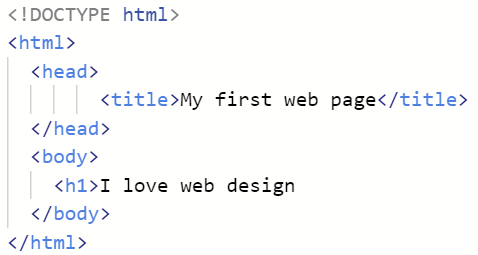 <!DOCTYPE html>
<html>
<head>
<title>My first web page</title>
</head>
<body>
<h1>I love web design
</body>
</html>